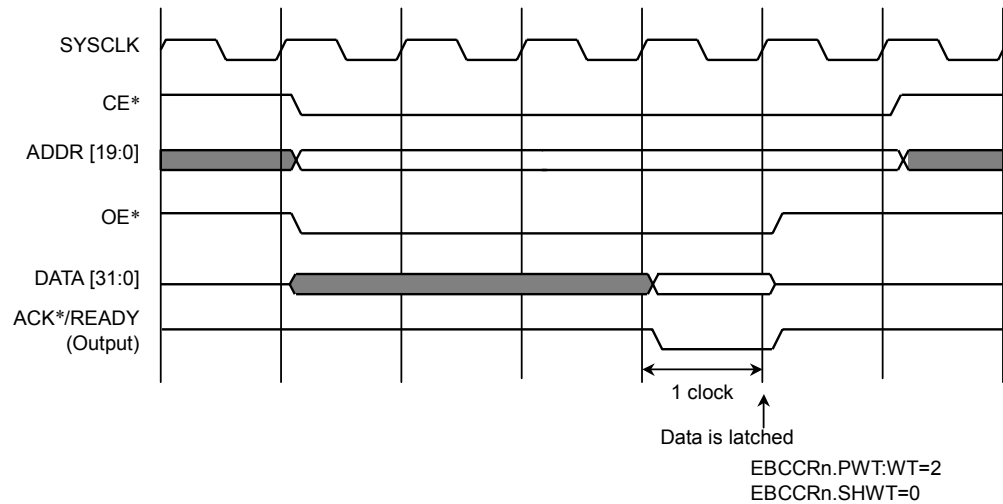 SYSCLK
CE*
ADDR [19:0]
OE*
DATA [31:0]
ACK*/READY
(Output)
1 clock
Data is latched
EBCCRn.PWT:WT=2
EBCCRn.SHWT=0